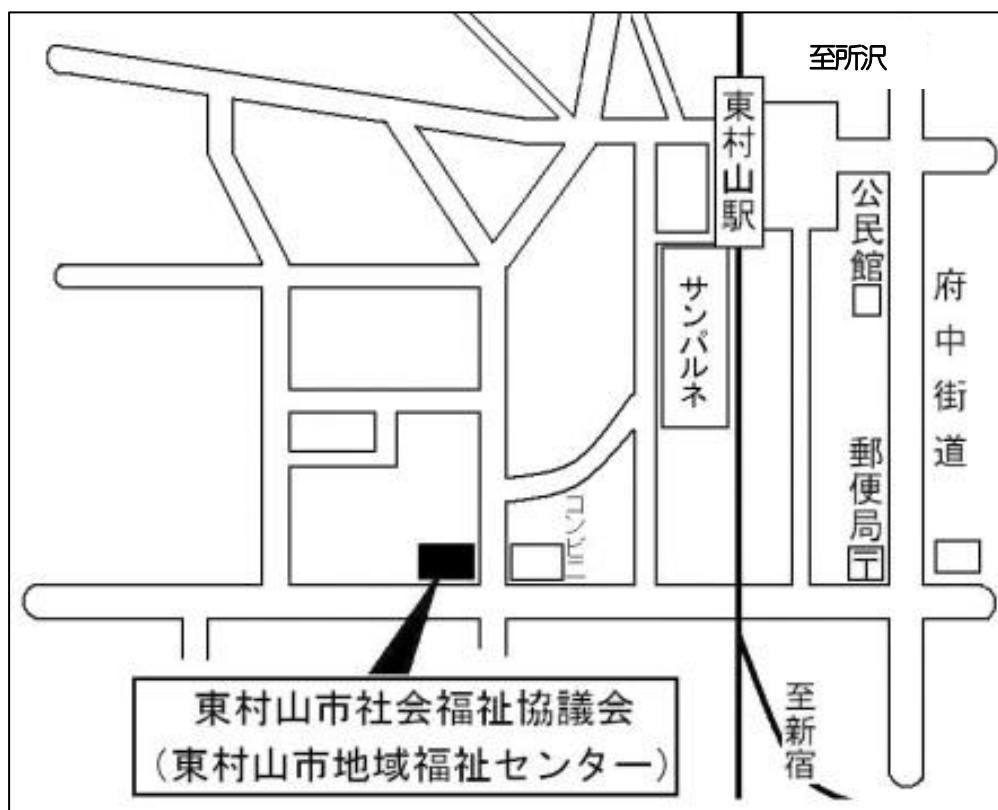 至所沢
東村山駅
公民館
サンパルネ
府中街道
郵便局
コンビニ
〒
東村山市社会福祉協議会
（東村山市地域福祉センター）
至新宿